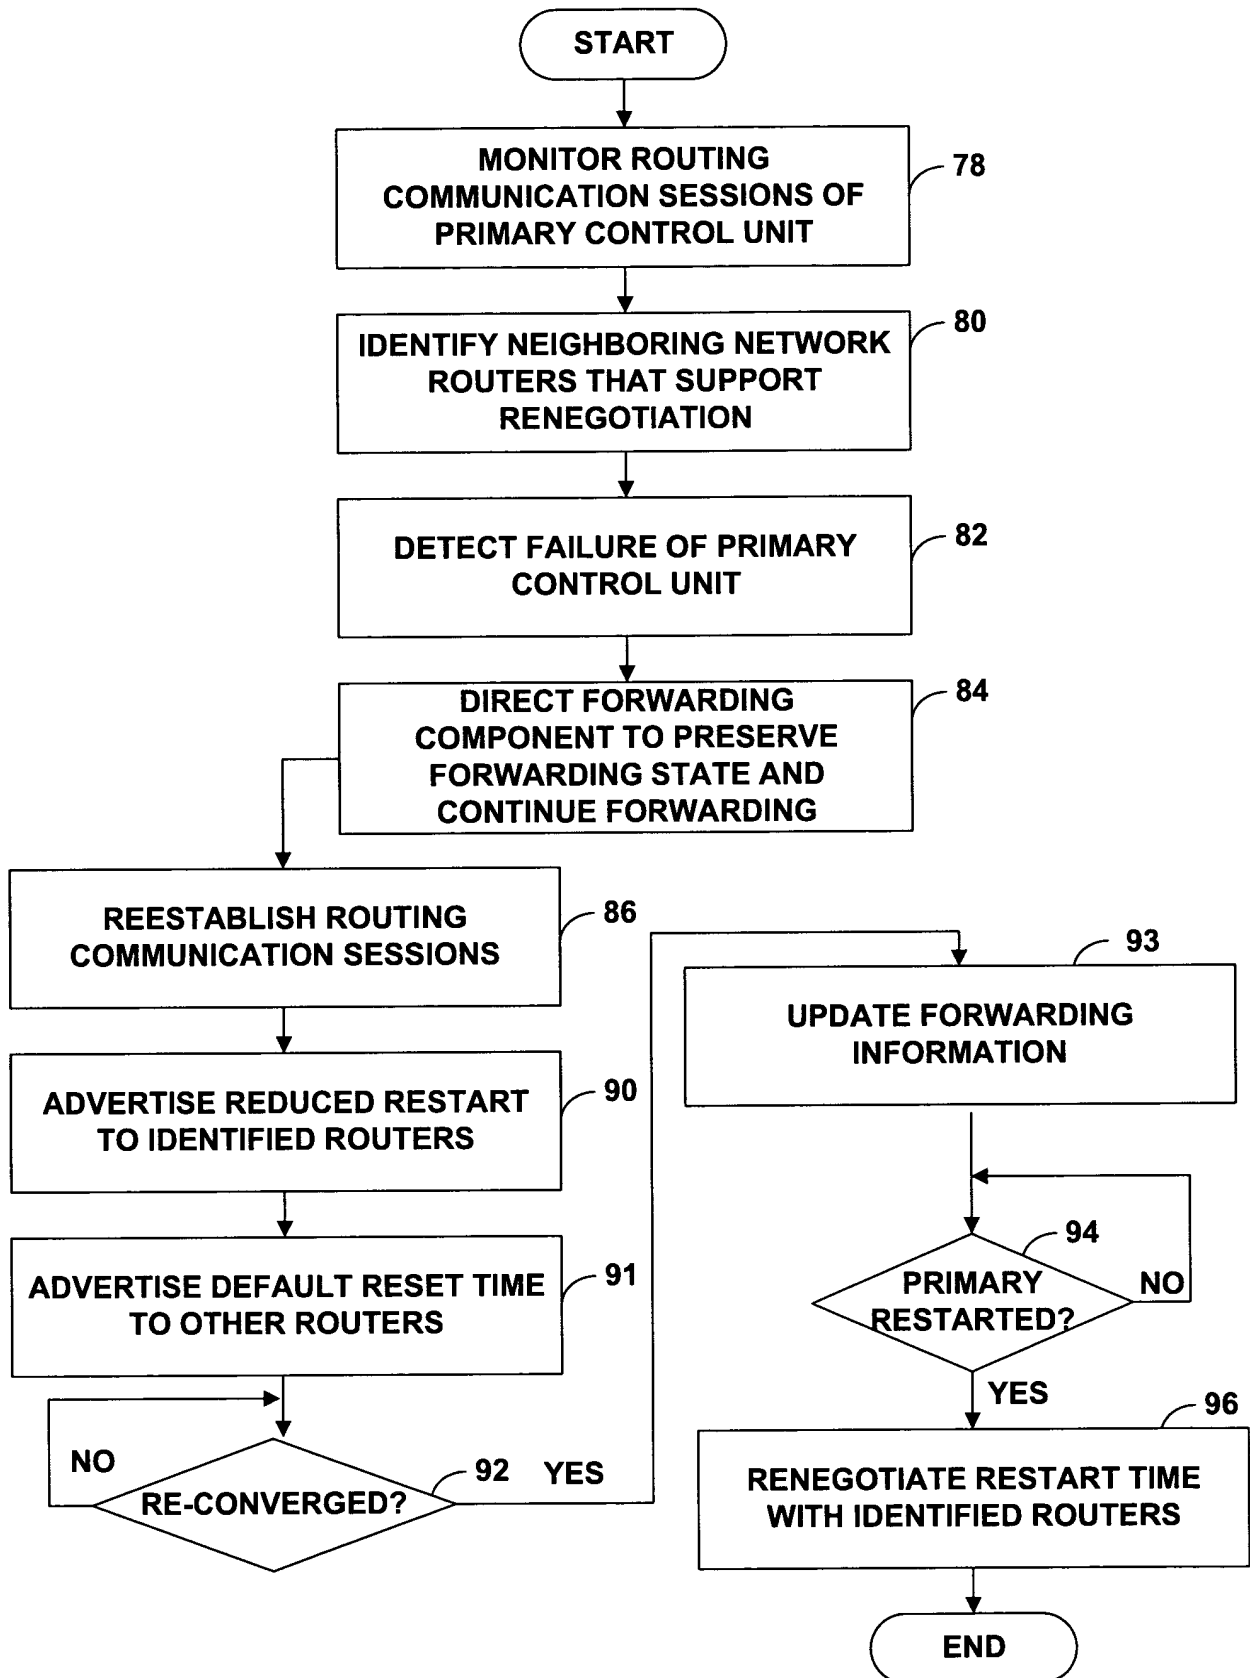 START
MONITOR ROUTING
COMMUNICATION SESSIONS OF
PRIMARY CONTROL UNIT
78
IDENTIFY NEIGHBORING NETWORK
ROUTERS THAT SUPPORT
RENEGOTIATION
80
DETECT FAILURE OF PRIMARY
CONTROL UNIT
82
DIRECT FORWARDING
COMPONENT TO PRESERVE
FORWARDING STATE AND
CONTINUE FORWARDING
84
REESTABLISH ROUTING
COMMUNICATION SESSIONS
86
ADVERTISE REDUCED RESTART
TO IDENTIFIED ROUTERS
90
ADVERTISE DEFAULT RESET TIME
TO OTHER ROUTERS
91
RE-CONVERGED?
92
NO
YES
UPDATE FORWARDING
INFORMATION
93
PRIMARY
RESTARTED?
94
NO
YES
RENEGOTIATE RESTART TIME
WITH IDENTIFIED ROUTERS
96
END